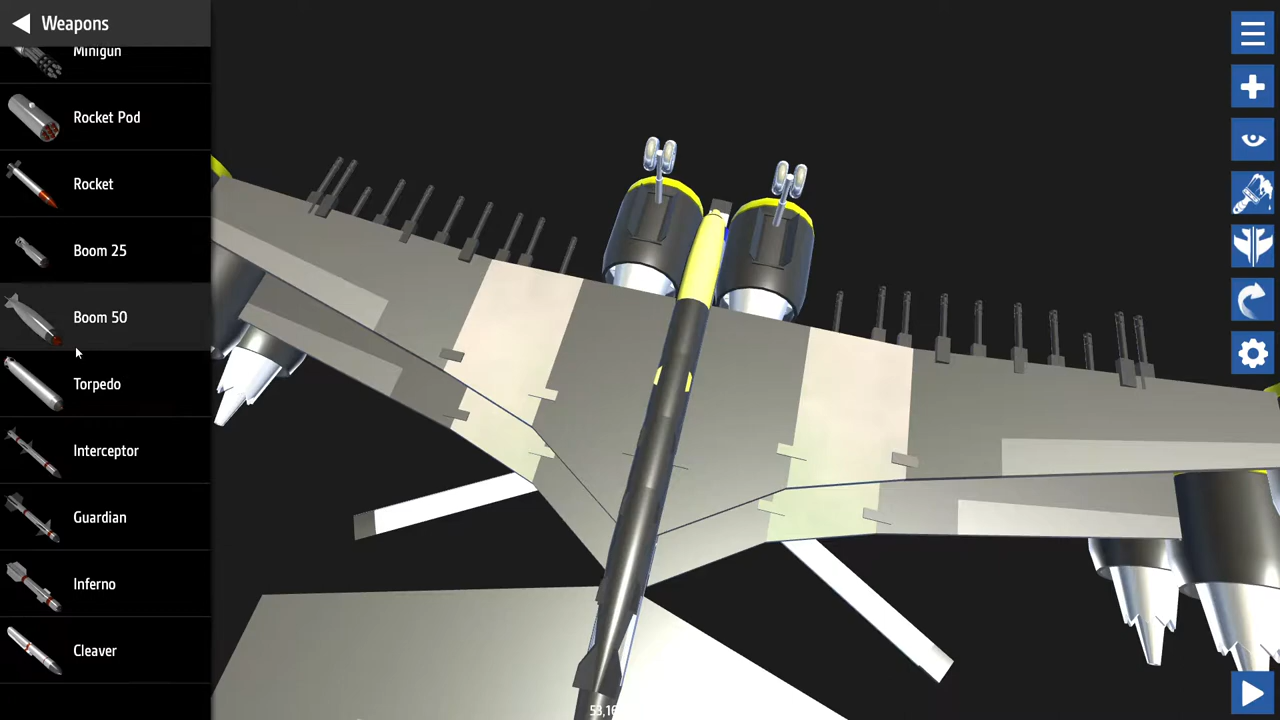 Weapons
Minigun
Rocket Pod
Rocket
Boom 25
Boom 50
Torpedo
Interceptor
Guardian
Inferno
Cleaver